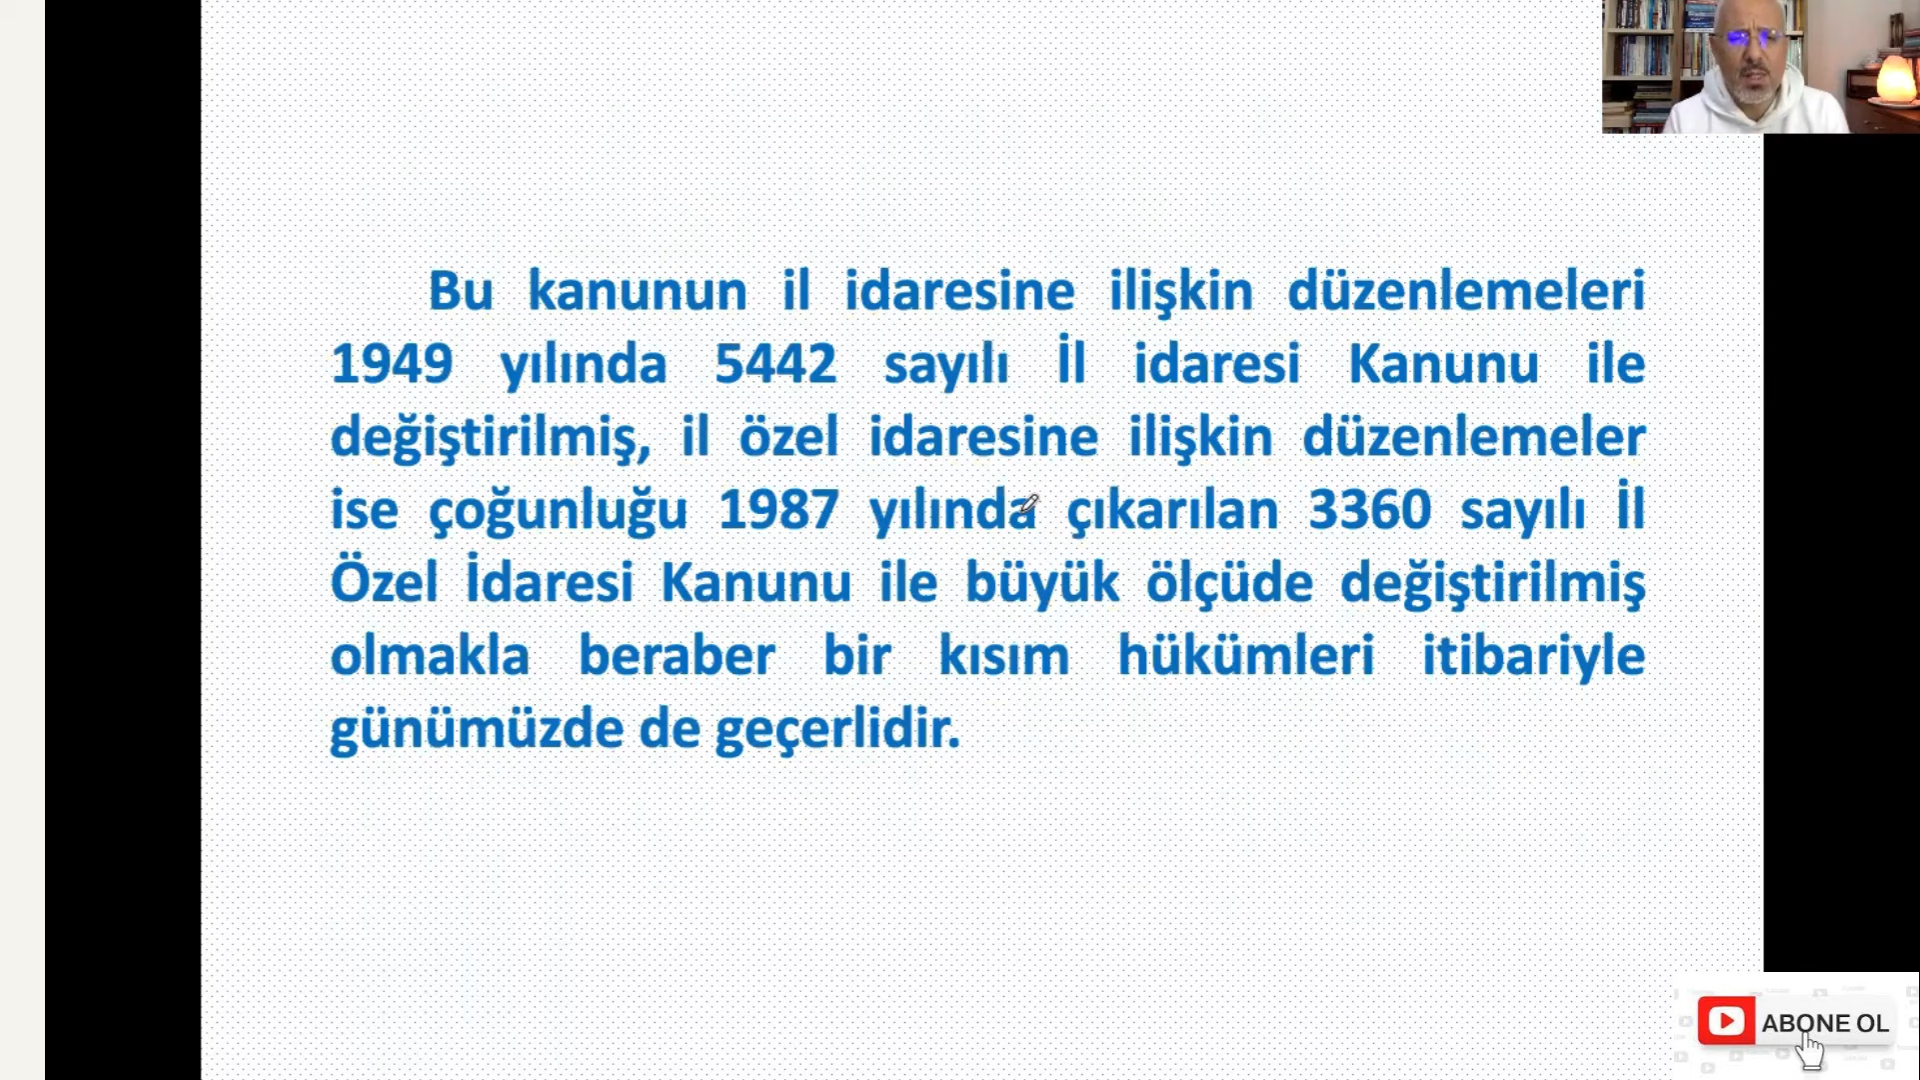 Bu kanunun il idaresine ilişkin düzenlemeleri
1949 yılında 5442 sayılı İl idaresi Kanunu ile
değiştirilmiş, il özel idaresine ilişkin düzenlemeler
ise çoğunluğu 1987 yılında çıkarılan 3360 sayılı İl
Özel İdaresi Kanunu ile büyük ölçüde değiştirilmiş
olmakla beraber bir kısım hükümleri itibariyle
günümüzde de geçerlidir.
ABONE OL